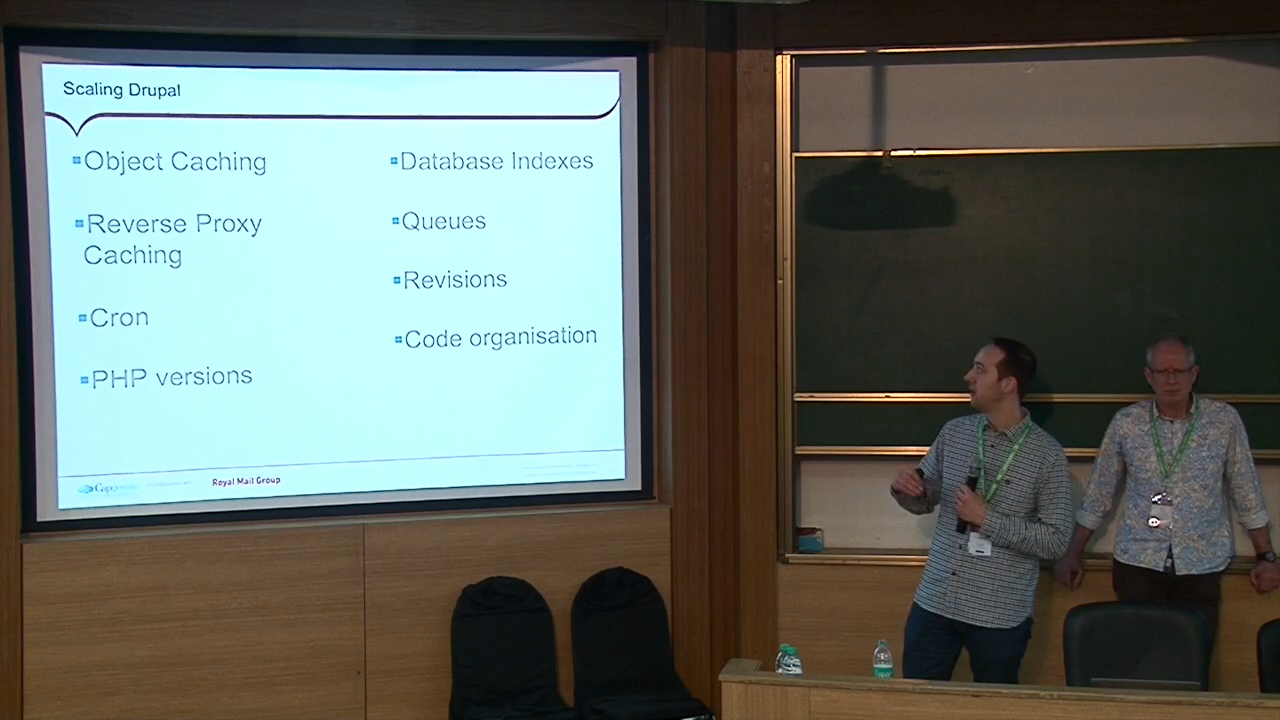 Scaling Drupal
Object Caching
Reverse Proxy
Caching
Cron
PHP versions
Database Indexes
Queues
Revisions
Code organisation
Capgemini
Royal Mail Group